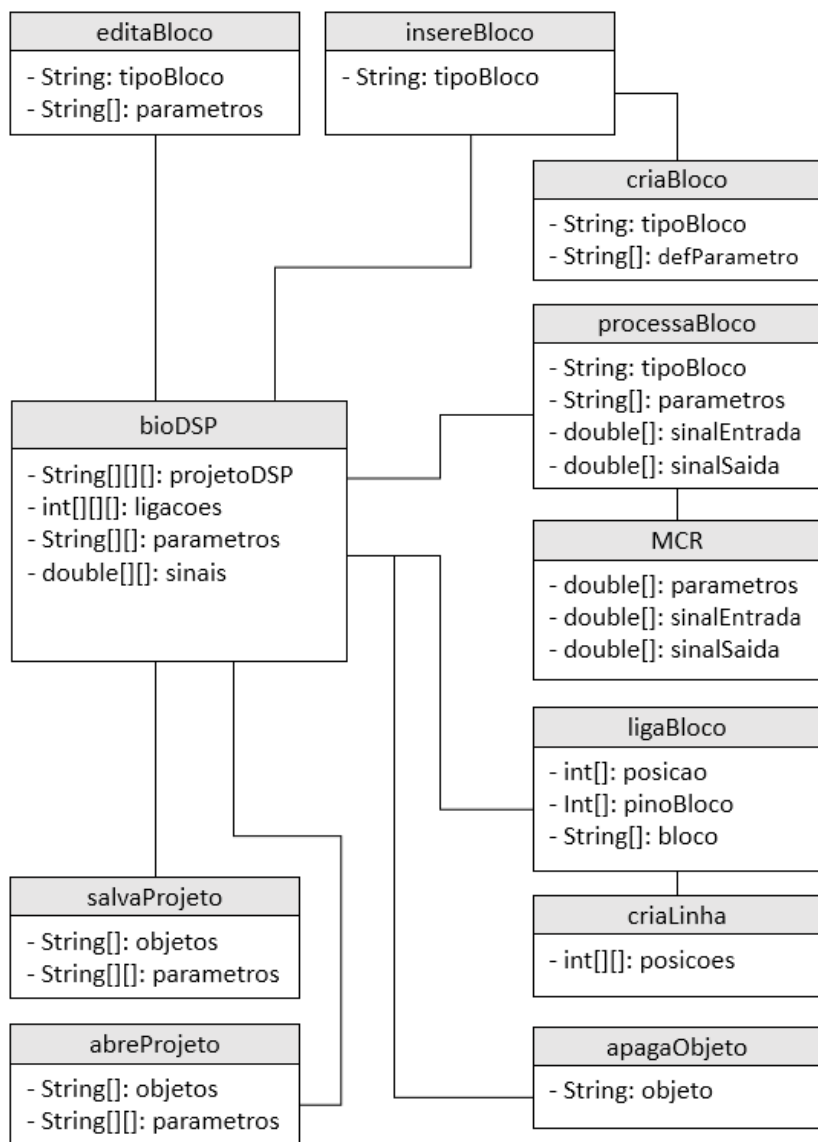 editaBloco
- String: tipoBloco
- String[]: parametros
insereBloco
- String: tipoBloco
criaBloco
- String: tipoBloco
- String[]: defParametro
processaBloco
- String: tipoBloco
- String[]: parametros
- double[]: sinalEntrada
- double[]: sinalSaida
bioDSP
- String[][][]: projetoDSP
- int[][][]: ligacoes
- String[][]: parametros
- double[][]: sinais
MCR
- double[]: parametros
- double[]: sinalEntrada
- double[]: sinalSaida
ligaBloco
- int[]: posicao
- Int[]: pinoBloco
- String[]: bloco
salvaProjeto
- String[]: objetos
- String[][]: parametros
criaLinha
- int[][]: posicoes
abreProjeto
- String[]: objetos
- String[][]: parametros
apagaObjeto
- String: objeto